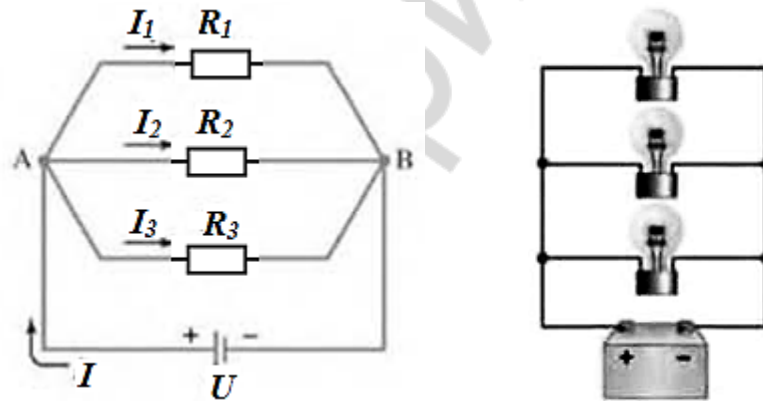 I1 R1
I2 R2
A B
I3 R3
+ -
I U
+ -